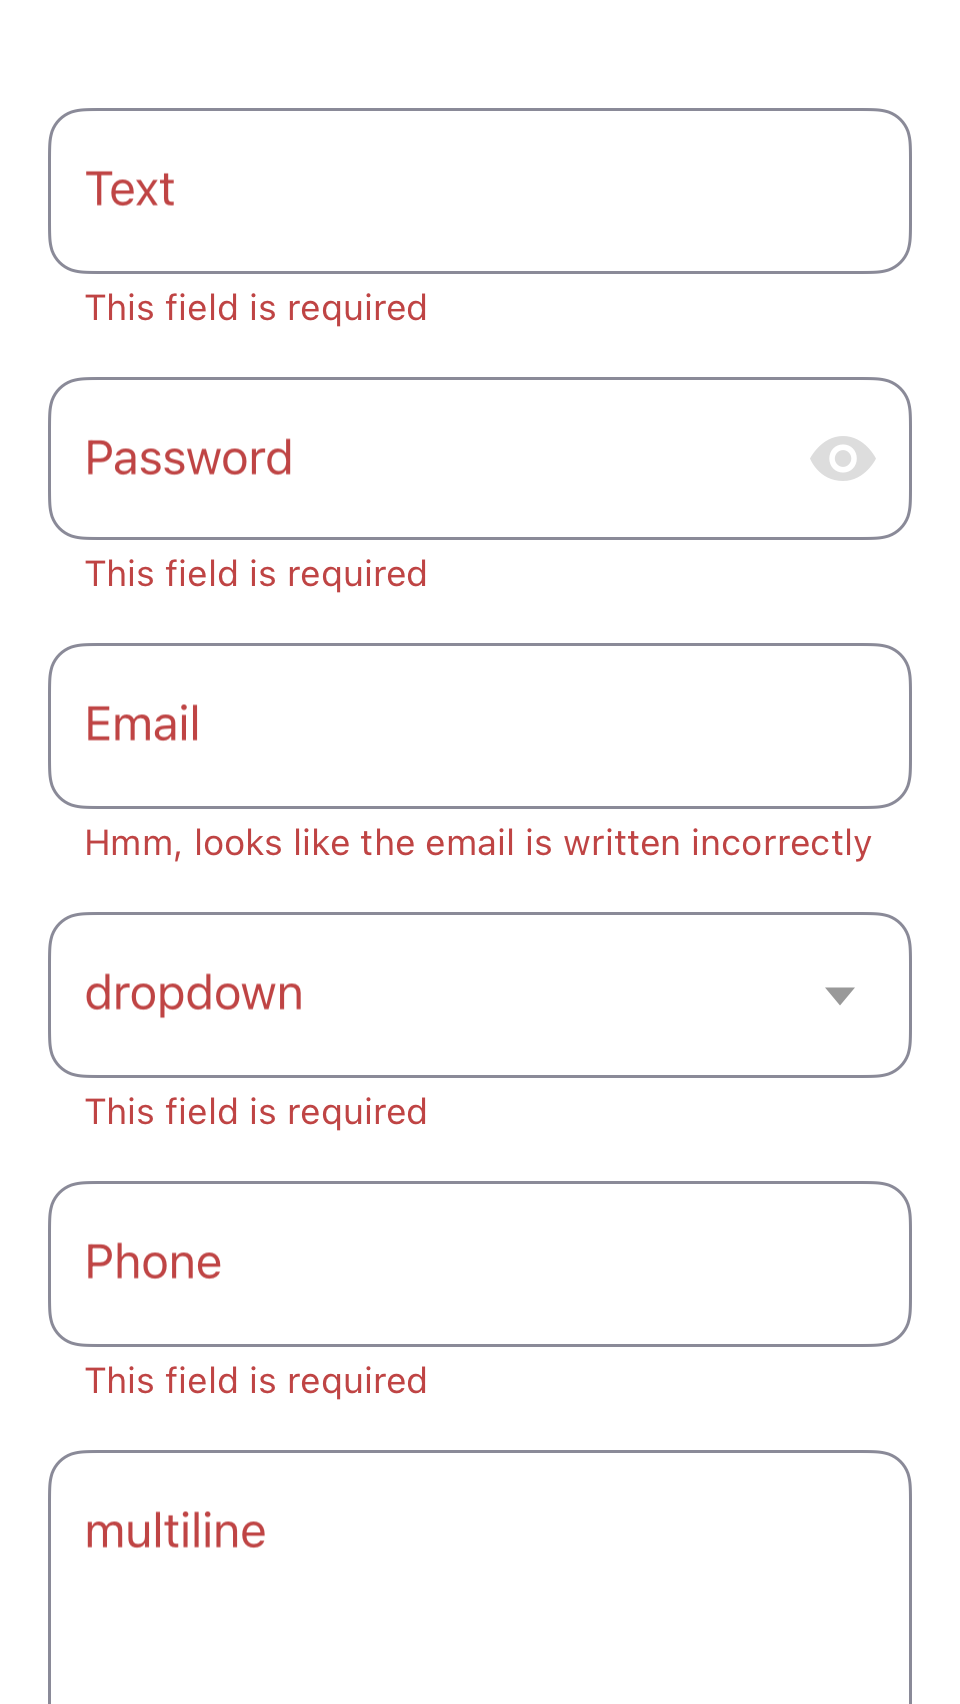 Text
This field is required
Password
This field is required
Email
Hmm, looks like the email is written incorrectly
dropdown
This field is required
Phone
This field is required
multiline